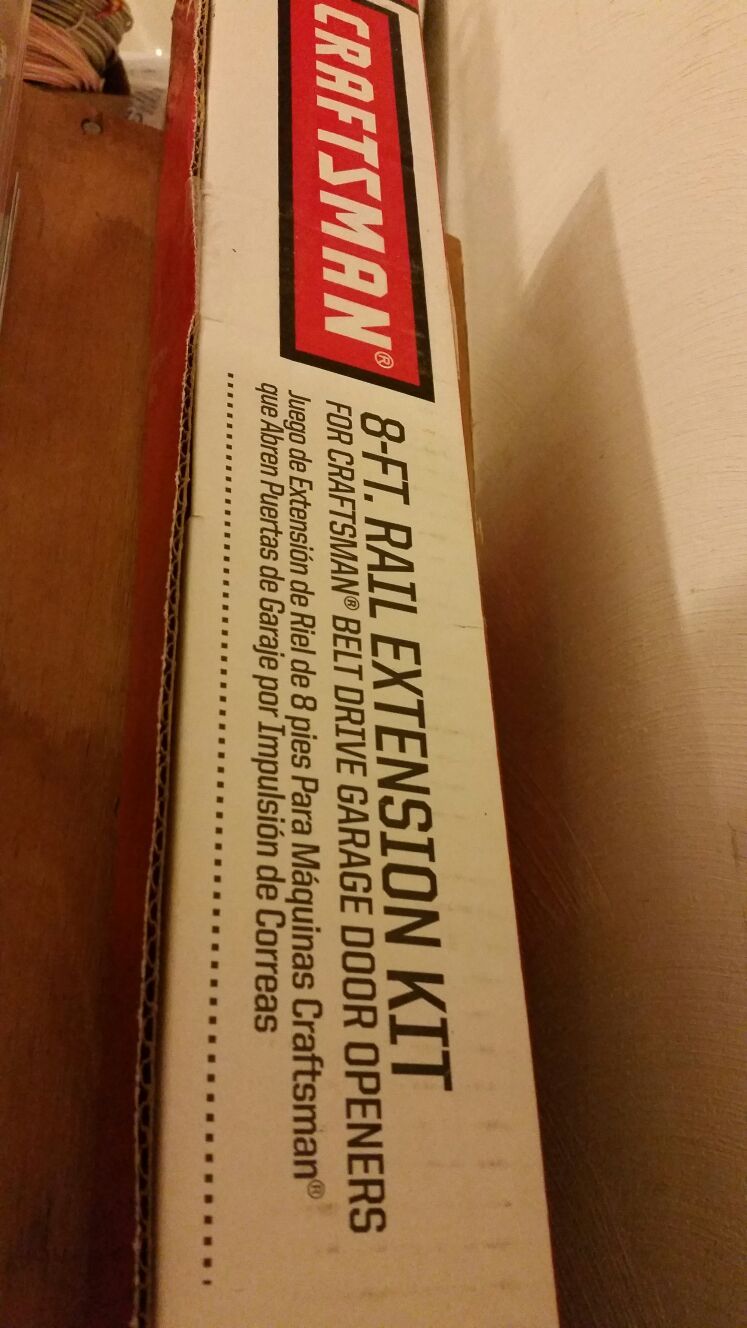 CRAFTSMAN®
8-FT. RAIL EXTENSION KIT
FOR CRAFTSMAN® BELT DRIVE GARAGE DOOR OPENERS
Juego de Extensión de Riel de 8 pies Para Máquinas Craftsman®
que Abren Puertas de Garaje por Impulsión de Correas